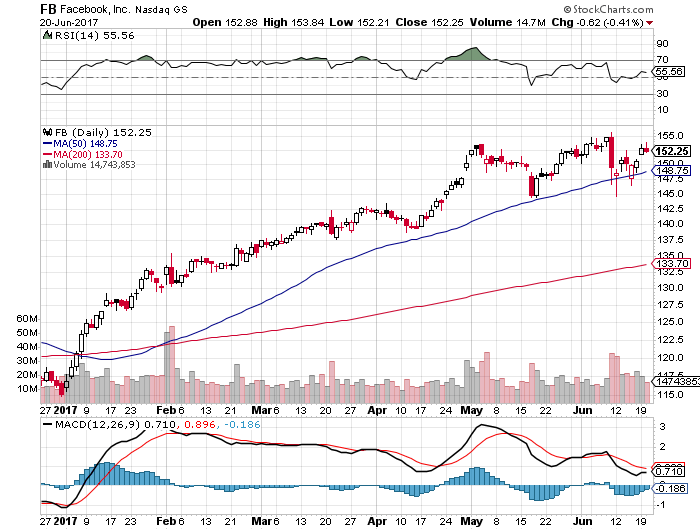 FB Facebook, Inc. Nasdaq GS © StockCharts.com
20-Jun-2017 Open 152.88 High 153.84 Low 152.21 Close 152.25 Volume 14.7M Chg -0.62 (-0.41%)
RSI(14) 55.56
90
70
55.56
50
30
10
FB (Daily) 152.25
MA(50) 148.75
MA(200) 133.70
Volume 14,743,853
155.0
152.25
150.0
148.75
147.5
145.0
142.5
140.0
137.5
135.0
133.70
132.5
130.0
127.5
125.0
122.5
120.0
117.5
14743853
115.0
60M
50M
40M
30M
20M
10M
27 2017 9 17 23 Feb 6 13 21 Mar 6 13 20 27 Apr 10 17 24 May 8 15 22 Jun 12 19
MACD(12,26,9) 0.710, 0.896, -0.186
3
2
0.710
-0.186
-1
27 2017 9 17 23 Feb 6 13 21 Mar 6 13 20 27 Apr 10 17 24 May 8 15 22 Jun 12 19